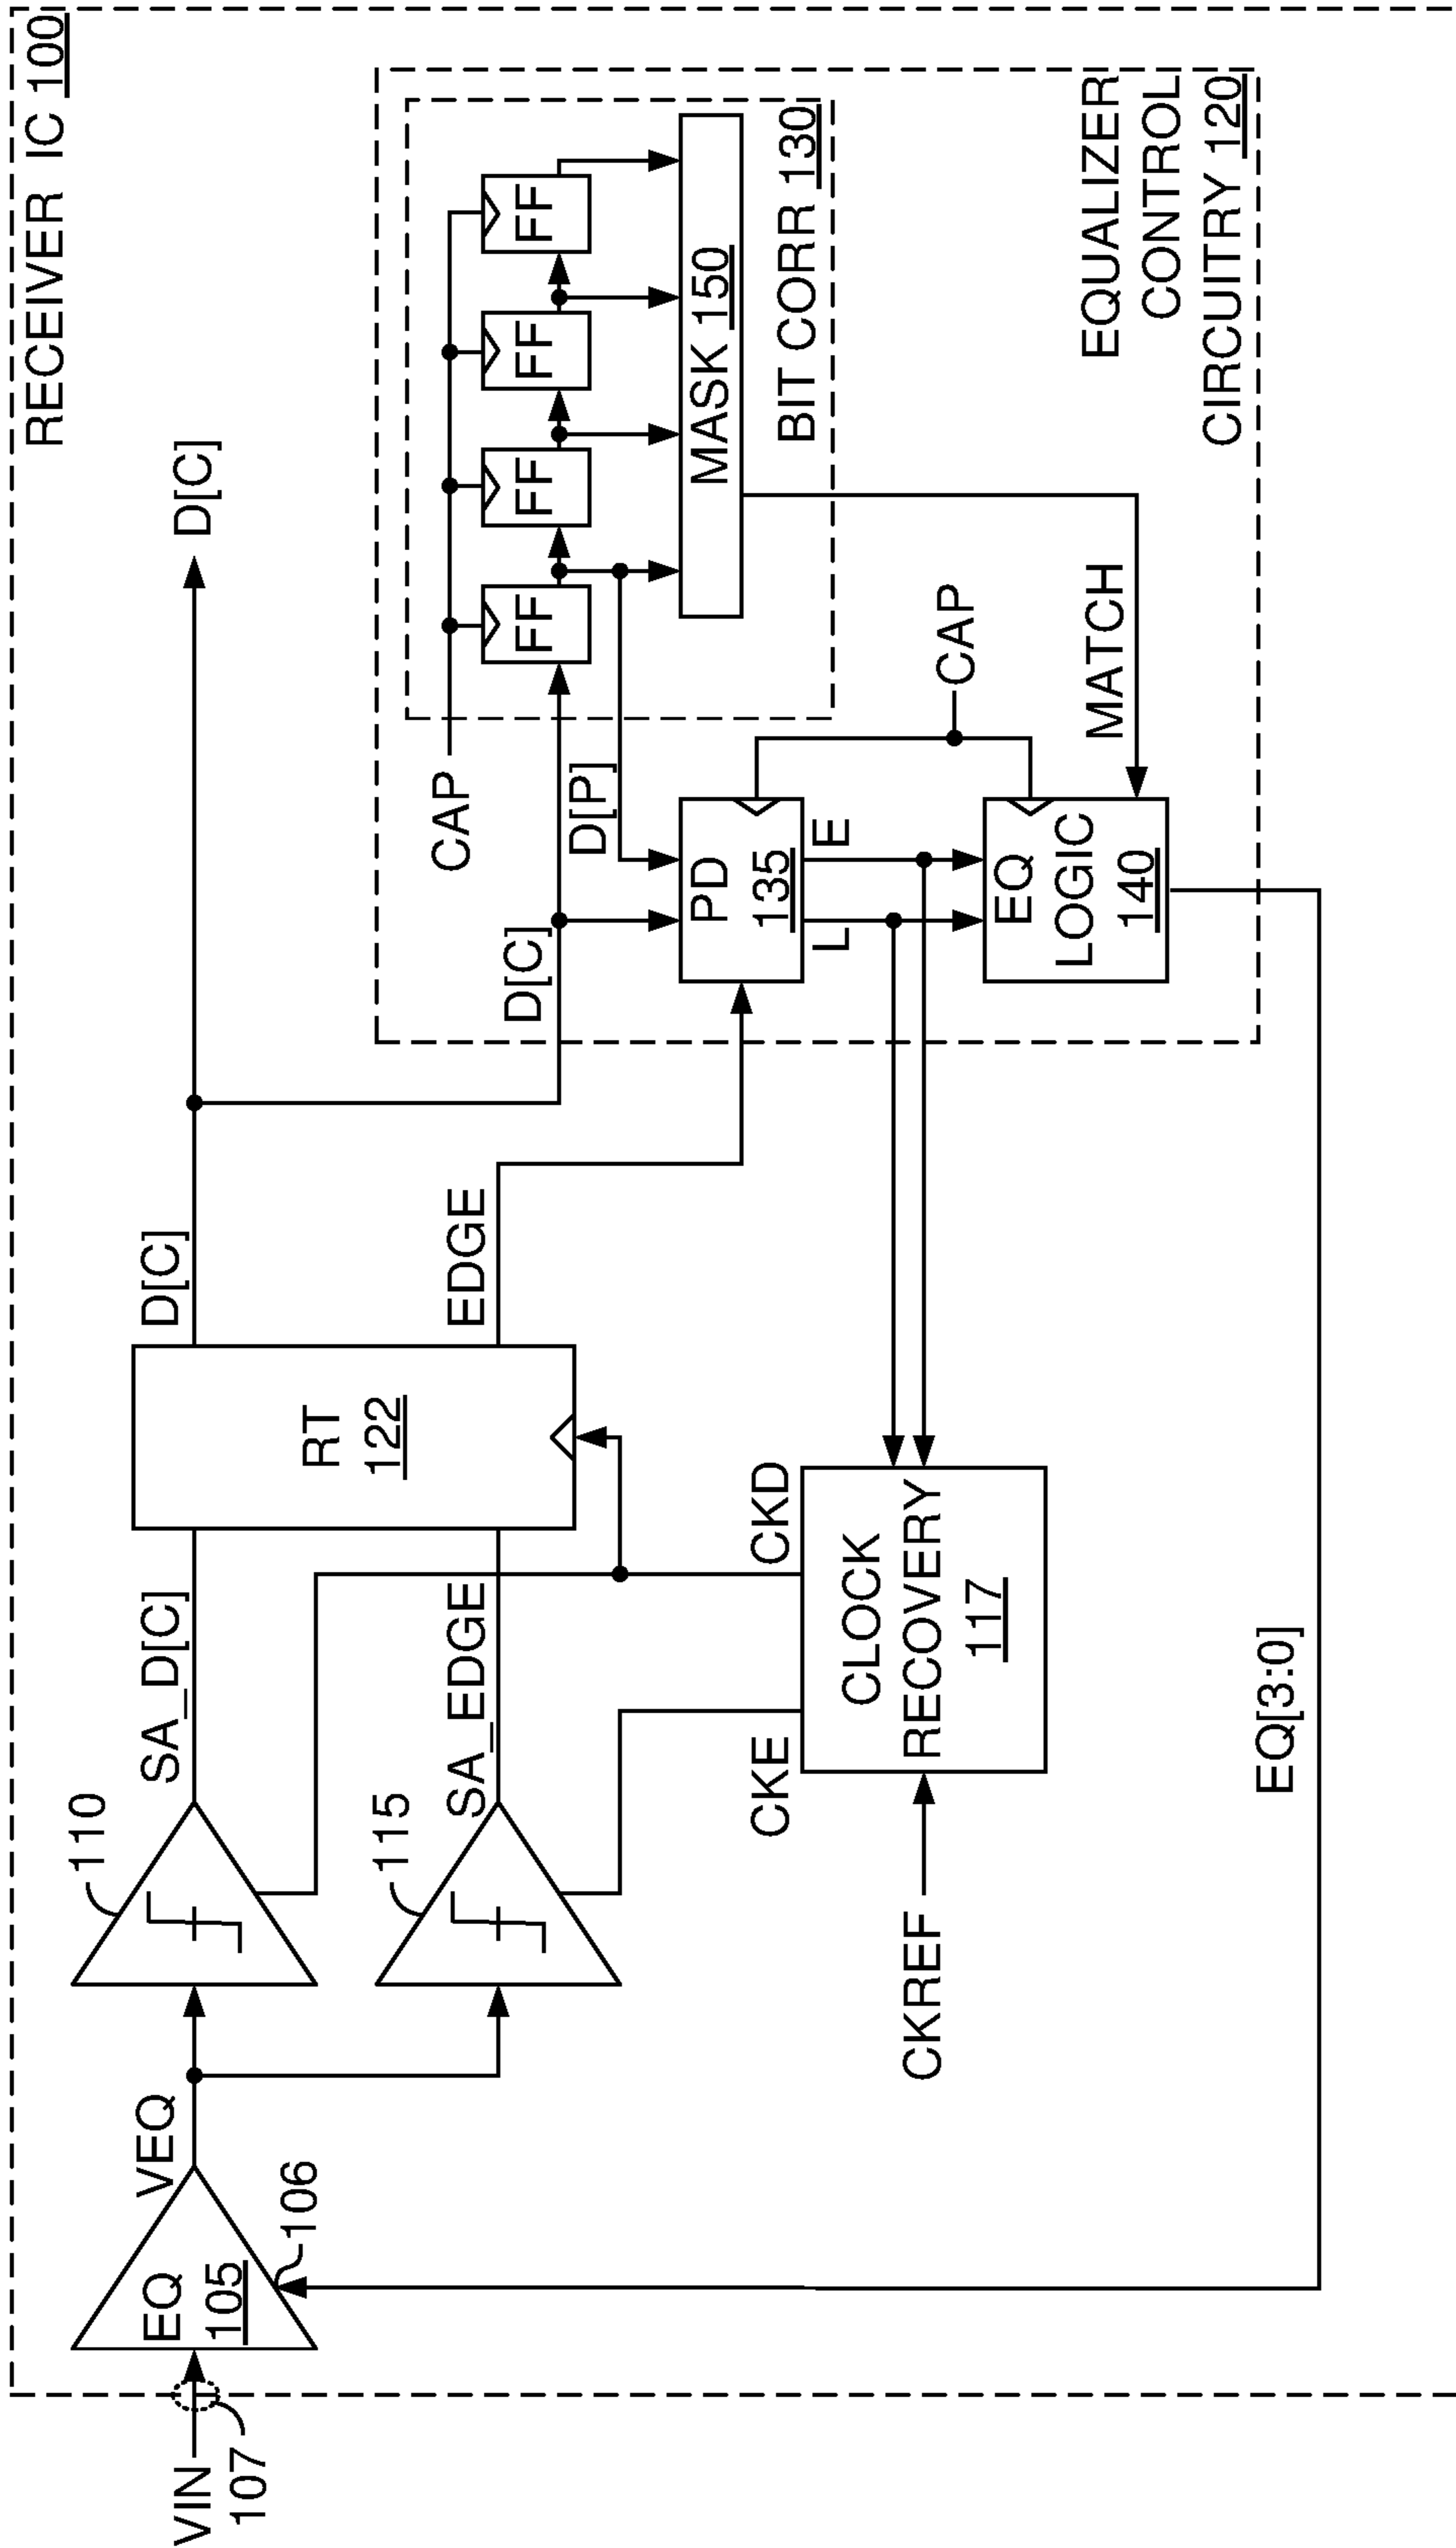 RECEIVER IC 100
VIN
107
EQ
105
106
VEQ
110
SA_D[C]
115
SA_EDGE
RT
122
D[C]
EDGE
D[C]
CKREF
CKE
CKD
CLOCK
RECOVERY
117
D[C]
D[P]
CAP
FF
FF
FF
FF
MASK 150
BIT CORR 130
PD
135
L
E
EQ
LOGIC
140
CAP
MATCH
EQUALIZER
CONTROL
CIRCUITRY 120
EQ[3:0]